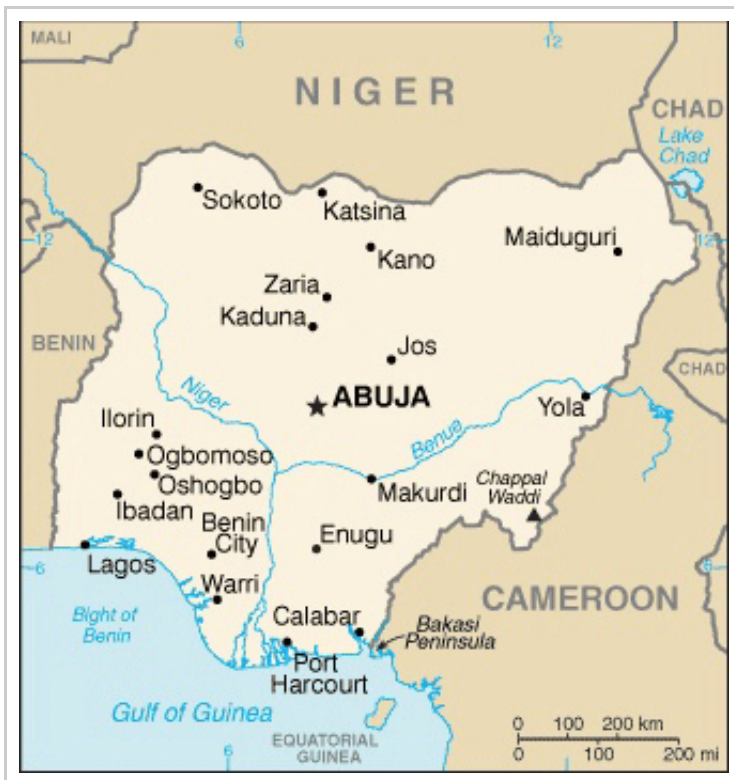 MALI
6
12
NIGER
CHAD
Lake
Chad
Sokoto
Katsina
12
Maiduguri
12
Kano
Zaria
Kaduna
BENIN
Jos
CHAD
Niger
ABUJA
Yola
Ilorin
Benue
Ogbomoso
Chappal
Waddi
Oshogbo
Makurdi
Ibadan
Benin
City
Enugu
Lagos
6
6
Warri
CAMEROON
Bight of
Benin
Calabar
Bakasi
Peninsula
Port
Harcourt
Gulf of Guinea
EQUATORIAL
GUINEA
6
0 100 200 km
0 100 200 mi